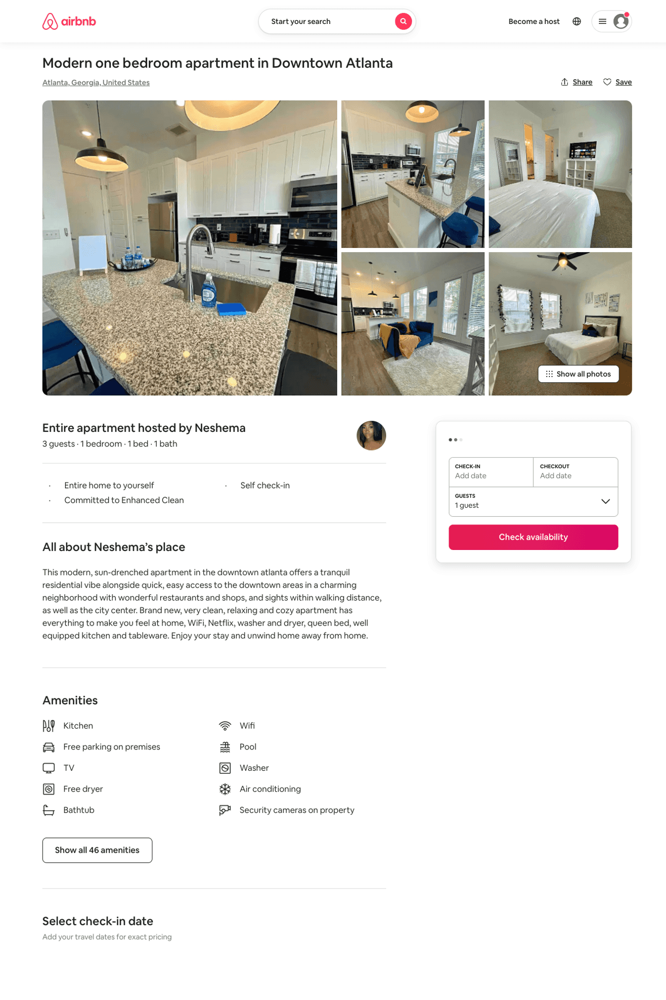 airbnb
Start your search
Become a host
Modern one bedroom apartment in Downtown Atlanta
Atlanta, Georgia, United States
Share
Save
Show all photos
Entire apartment hosted by Neshema
3 guests · 1 bedroom · 1 bed · 1 bath
· Entire home to yourself
· Self check-in
· Committed to Enhanced Clean
CHECK-IN
Add date
CHECKOUT
Add date
GUESTS
1 guest
Check availability
All about Neshema’s place
This modern, sun-drenched apartment in the downtown atlanta offers a tranquil
residential vibe alongside quick, easy access to the downtown areas in a charming
neighborhood with wonderful restaurants and shops, and sights within walking distance,
as well as the city center. Brand new, very clean, relaxing and cozy apartment has
everything to make you feel at home, WiFi, Netflix, washer and dryer, queen bed, well
equipped kitchen and tableware. Enjoy your stay and unwind home away from home.
Amenities
Kitchen
Wifi
Free parking on premises
Pool
TV
Washer
Free dryer
Air conditioning
Bathtub
Security cameras on property
Show all 46 amenities
Select check-in date
Add your travel dates for exact pricing